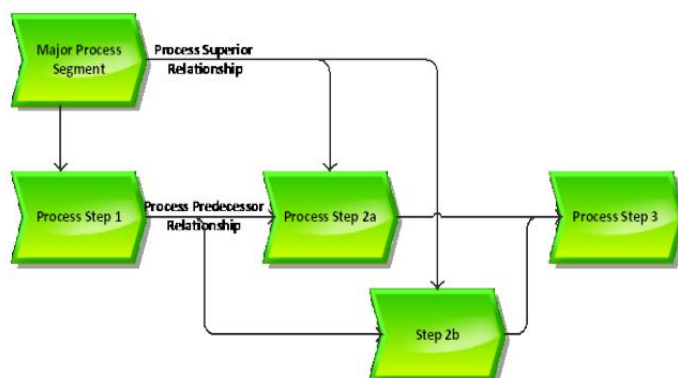 Major Process
Segment
Process Superior
Relationship
Process Step 1
Process Predecessor
Relationship
Process Step 2a
Process Step 3
Step 2b